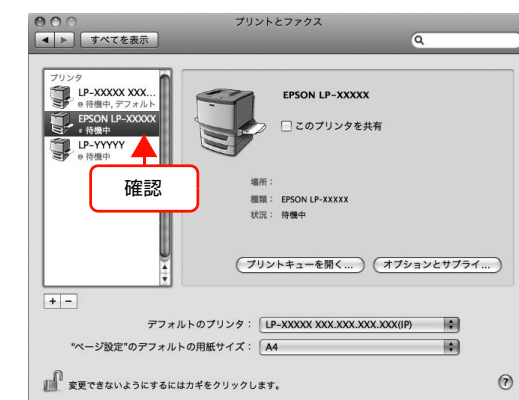 プリントとファクス
すべてを表示
プリンタ
LP-XXXXX XXX...
待機中, デフォルト
EPSON LP-XXXXX
待機中
LP-YYYYY
待機中
確認
EPSON LP-XXXXX
このプリンタを共有
場所：
種類： EPSON LP-XXXXX
状況： 待機中
プリントキューを開く... オプションとサプライ...
+ -
デフォルトのプリンタ： LP-XXXXX XXX.XXX.XXX.XXX(IP)
"ページ設定"のデフォルトの用紙サイズ： A4
変更できないようにするにはカギをクリックします。 ?